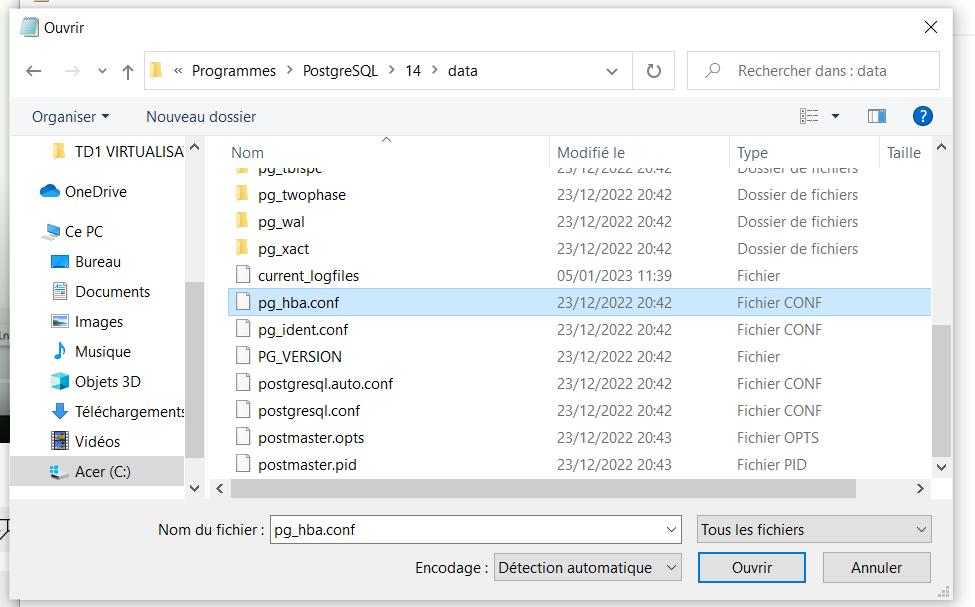 Ouvrir
« Programmes > PostgreSQL > 14 > data
Rechercher dans : data
Organiser
Nouveau dossier
?
Nom Modifié le Type Taille
TD1 VIRTUALISA
OneDrive
Ce PC
Bureau
Documents
Images
Musique
Objets 3D
Téléchargements
Vidéos
Acer (C:)
pg_tblspc 23/12/2022 20:42 Dossier de fichiers
pg_twophase 23/12/2022 20:42 Dossier de fichiers
pg_wal 23/12/2022 20:42 Dossier de fichiers
pg_xact 23/12/2022 20:42 Dossier de fichiers
current_logfiles 05/01/2023 11:39 Fichier
pg_hba.conf 23/12/2022 20:42 Fichier CONF
pg_ident.conf 23/12/2022 20:42 Fichier CONF
PG_VERSION 23/12/2022 20:42 Fichier
postgresql.auto.conf 23/12/2022 20:42 Fichier CONF
postgresql.conf 23/12/2022 20:42 Fichier CONF
postmaster.opts 23/12/2022 20:43 Fichier OPTS
postmaster.pid 23/12/2022 20:43 Fichier PID
Nom du fichier : pg_hba.conf Tous les fichiers
Encodage : Détection automatique Ouvrir Annuler